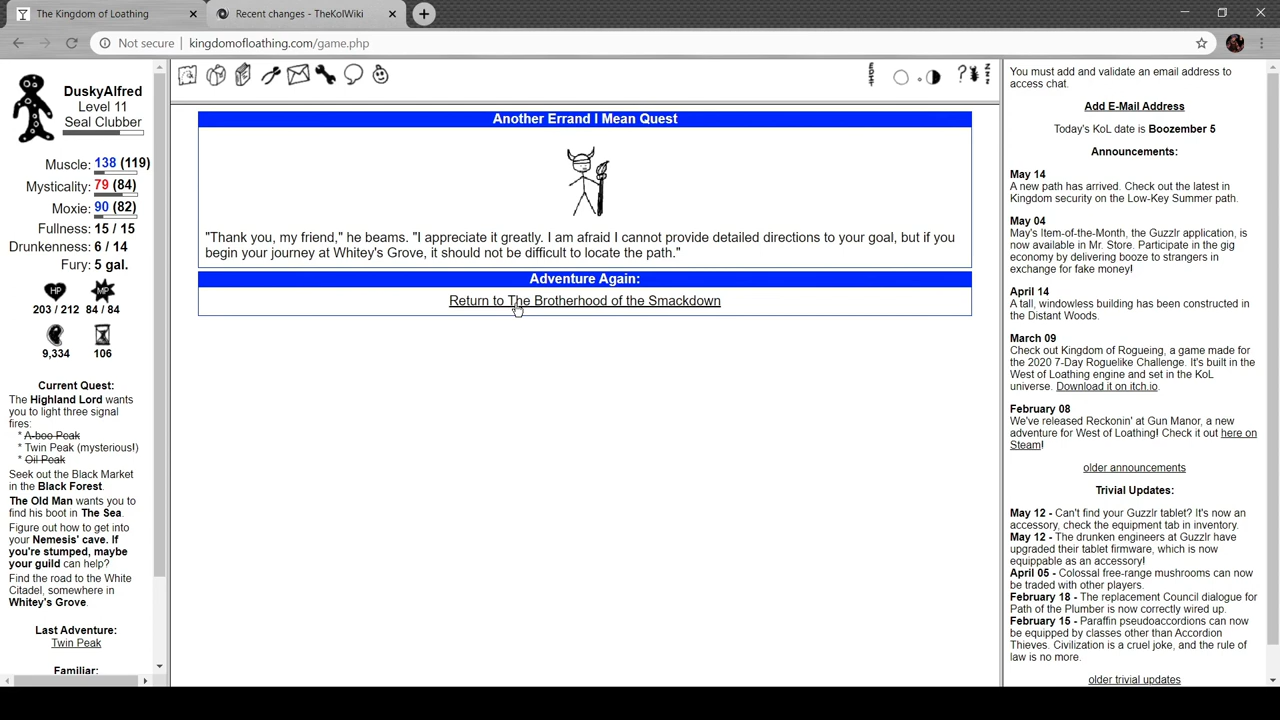 The Kingdom of Loathing
Recent changes - TheKolWiki
Not secure | kingdomofloathing.com/game.php
DuskyAlfred
Level 11
Seal Clubber
Muscle: 138 (119)
Mysticality: 79 (84)
Moxie: 90 (82)
Fullness: 15 / 15
Drunkenness: 6 / 14
Fury: 5 gal.
HP MP
203 / 212 84 / 84
9,334 106
Current Quest:
The Highland Lord wants
you to light three signal
fires:
* A-boo Peak
* Twin Peak (mysterious!)
* Oil Peak
Seek out the Black Market
in the Black Forest.
The Old Man wants you to
find his boot in The Sea.
Figure out how to get into
your Nemesis' cave. If
you're stumped, maybe
your guild can help?
Find the road to the White
Citadel, somewhere in
Whitey's Grove.
Last Adventure:
Twin Peak
Familiar:
Another Errand I Mean Quest
"Thank you, my friend," he beams. "I appreciate it greatly. I am afraid I cannot provide detailed directions to your goal, but if you
begin your journey at Whitey's Grove, it should not be difficult to locate the path."
Adventure Again:
Return to The Brotherhood of the Smackdown
You must add and validate an email address to
access chat.
Add E-Mail Address
Today's KoL date is Boozember 5
Announcements:
May 14
A new path has arrived. Check out the latest in
Kingdom security on the Low-Key Summer path.
May 04
May's Item-of-the-Month, the Guzzlr application, is
now available in Mr. Store. Participate in the gig
economy by delivering booze to strangers in
exchange for fake money!
April 14
A tall, windowless building has been constructed in
the Distant Woods.
March 09
Check out Kingdom of Rogueing, a game made for
the 2020 7-Day Roguelike Challenge. It's built in the
West of Loathing engine and set in the KoL
universe. Download it on itch.io.
February 08
We've released Reckonin' at Gun Manor, a new
adventure for West of Loathing! Check it out here on
Steam!
older announcements
Trivial Updates:
May 12 - Can't find your Guzzlr tablet? It's now an
accessory, check the equipment tab in inventory.
May 12 - The drunken engineers at Guzzlr have
upgraded their tablet firmware, which is now
equippable as an accessory!
April 05 - Colossal free-range mushrooms can now
be traded with other players.
February 18 - The replacement Council dialogue for
Path of the Plumber is now correctly wired up.
February 15 - Paraffin pseudoaccordions can now
be equipped by classes other than Accordion
Thieves. Civilization is a cruel joke, and the rule of
law is no more.
older trivial updates